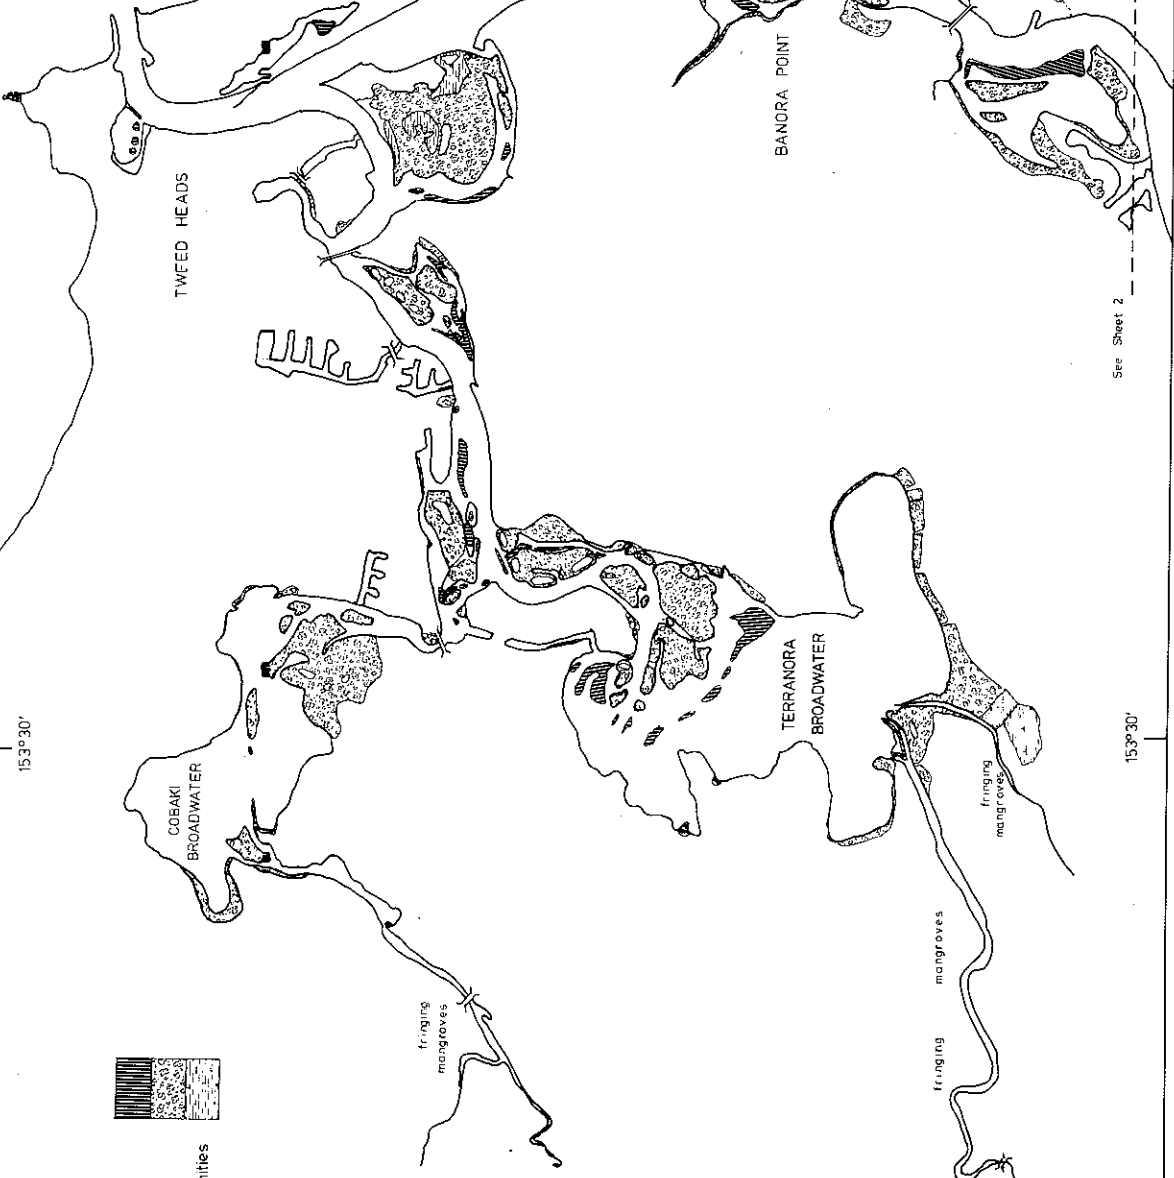 TWEED HEADS
BANORA POINT
See Sheet 2
153°30'
COBAKI
BROADWATER
TERRANORA
BROADWATER
153°30'
fringing
mangroves
fringing
mangroves
fringing mangroves
nities